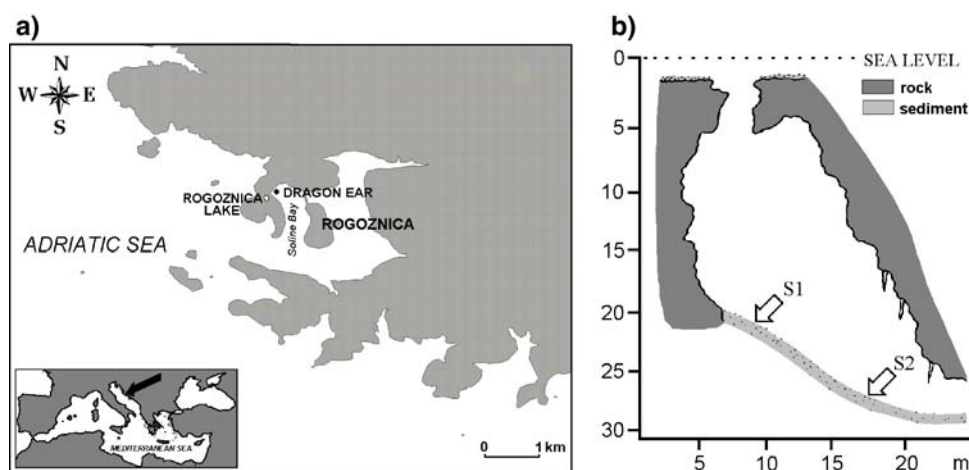 a)
N
W E
S
ROGOZNICA
LAKE
DRAGON EAR
Soline Bay
ROGOZNICA
ADRIATIC SEA
MEDITERRANEAN SEA
0 1 km
b)
0
5
10
15
20
25
30
SEA LEVEL
rock
sediment
S1
S2
5 10 15 20 m